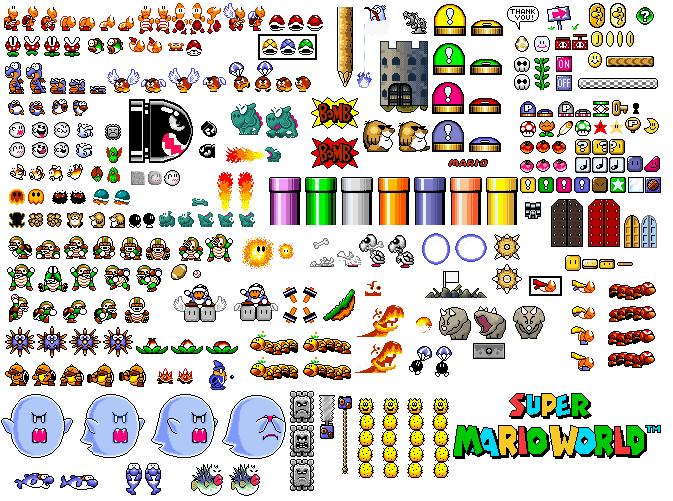 THANK
YOU!
ON
OFF
P
P
BOMB
BOMB
MARIO
SUPER
MARIO WORLD TM